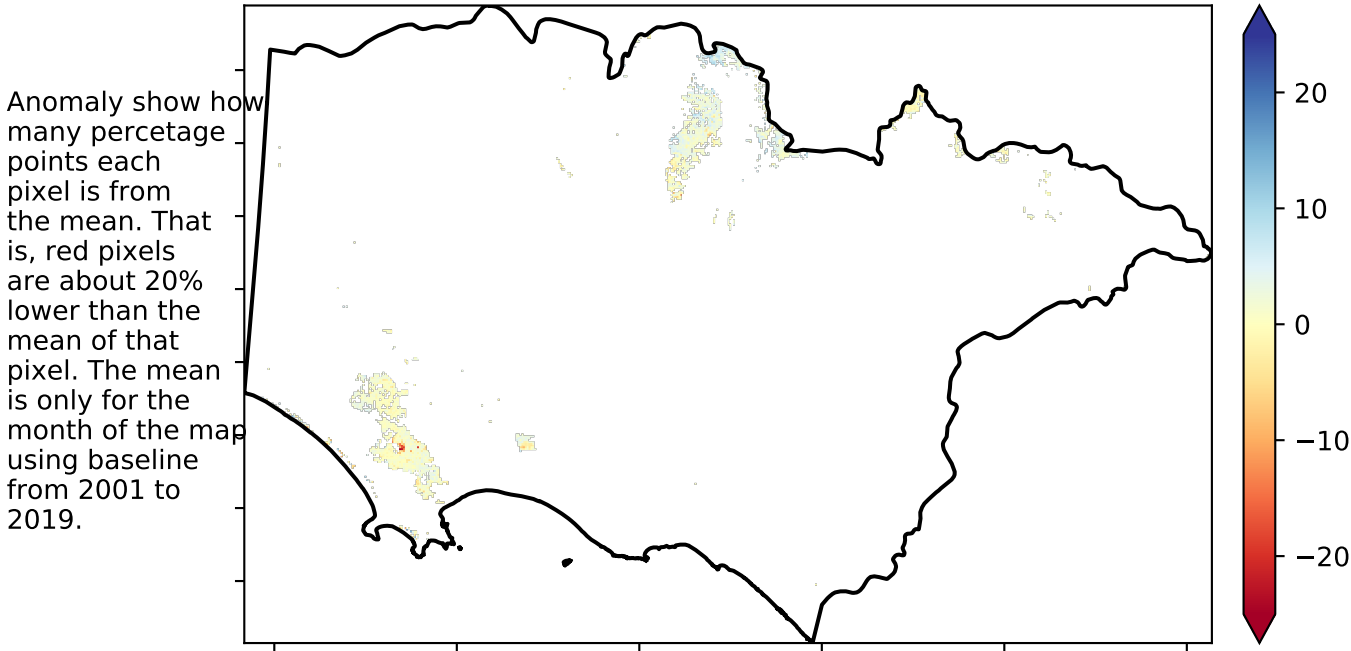 Anomaly show how
many percetage
points each
pixel is from
the mean. That
is, red pixels
are about 20%
lower than the
mean of that
pixel. The mean
is only for the
month of the map
using baseline
from 2001 to
2019.
20
10
0
−10
−20